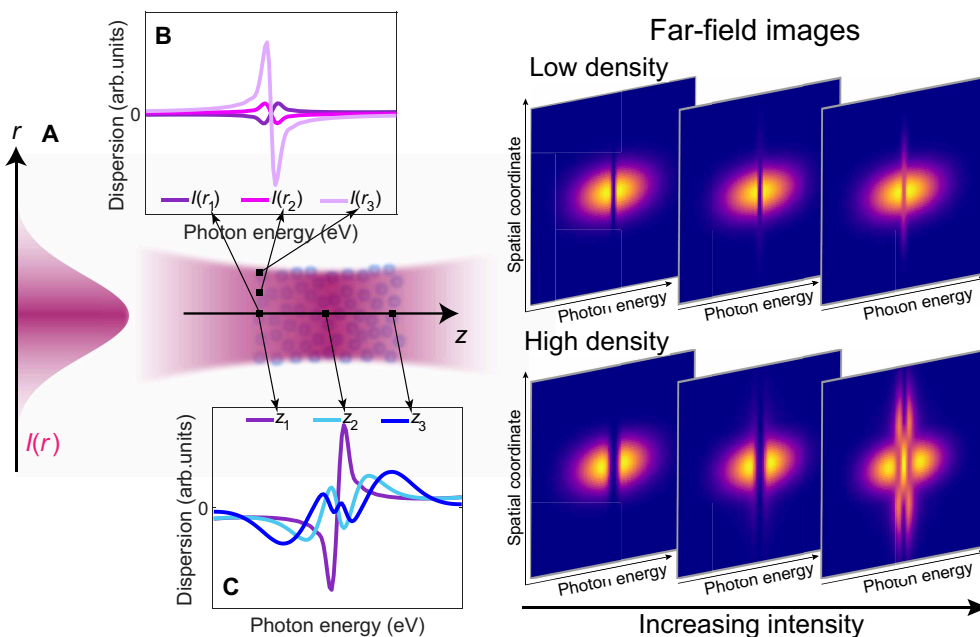 A
r
I(r)
z
B
Dispersion (arb.units)
0
I(r1)
I(r2)
I(r3)
Photon energy (eV)
C
Dispersion (arb.units)
0
z1
z2
z3
Photon energy (eV)
Far-field images
Low density
Spatial coordinate
Photon energy
Photon energy
Photon energy
High density
Spatial coordinate
Photon energy
Photon energy
Photon energy
Increasing intensity